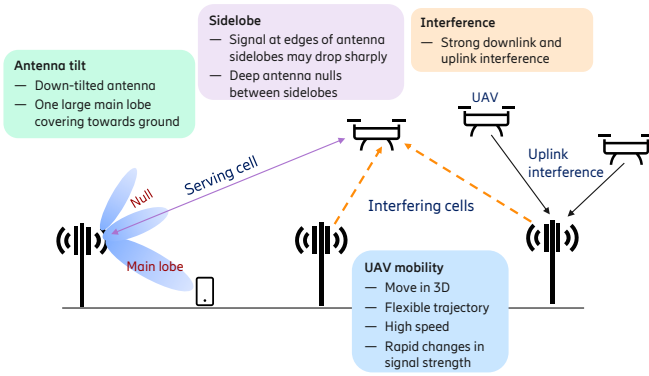 Sidelobe
— Signal at edges of antenna
sidelobes may drop sharply
— Deep antenna nulls
between sidelobes
Interference
— Strong downlink and
uplink interference
Antenna tilt
— Down-tilted antenna
— One large main lobe
covering towards ground
UAV
Uplink
interference
Serving cell
Null
Interfering cells
Main lobe
UAV mobility
— Move in 3D
— Flexible trajectory
— High speed
— Rapid changes in
signal strength